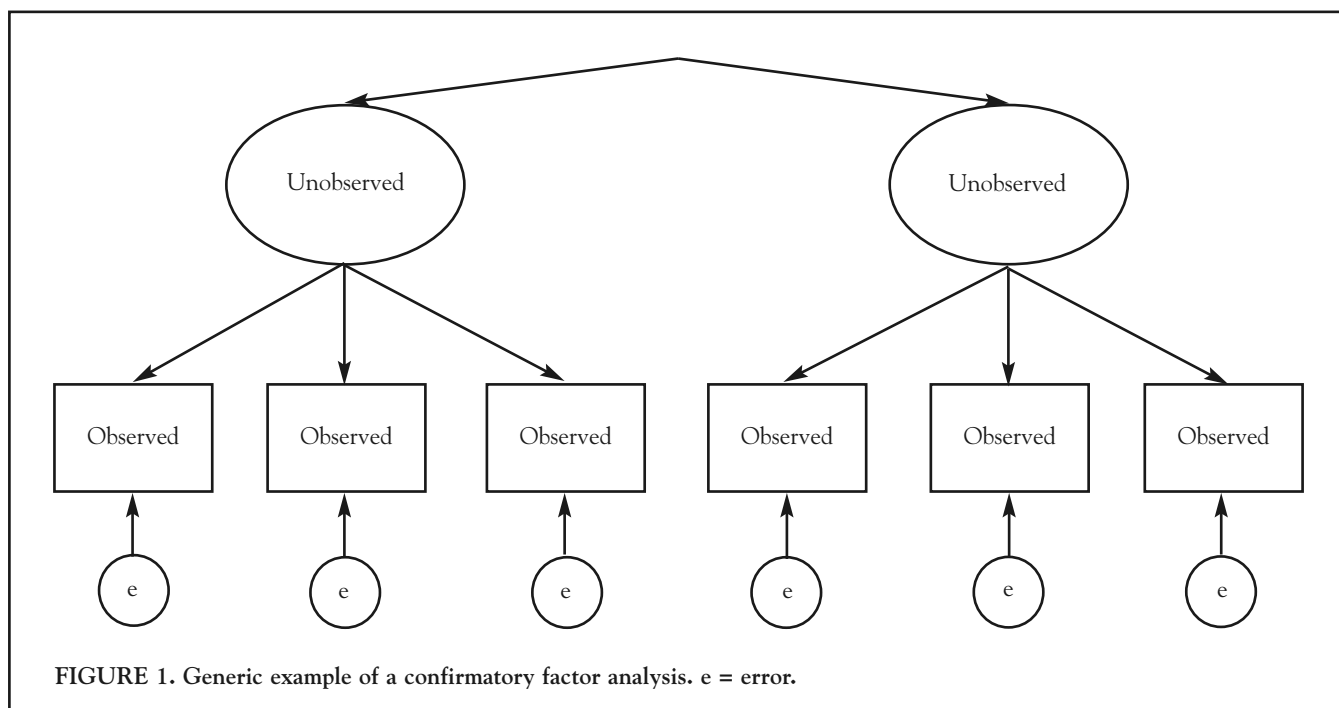 Unobserved Unobserved
Observed Observed Observed Observed Observed Observed
e e e e e e
FIGURE 1. Generic example of a confirmatory factor analysis. e = error.